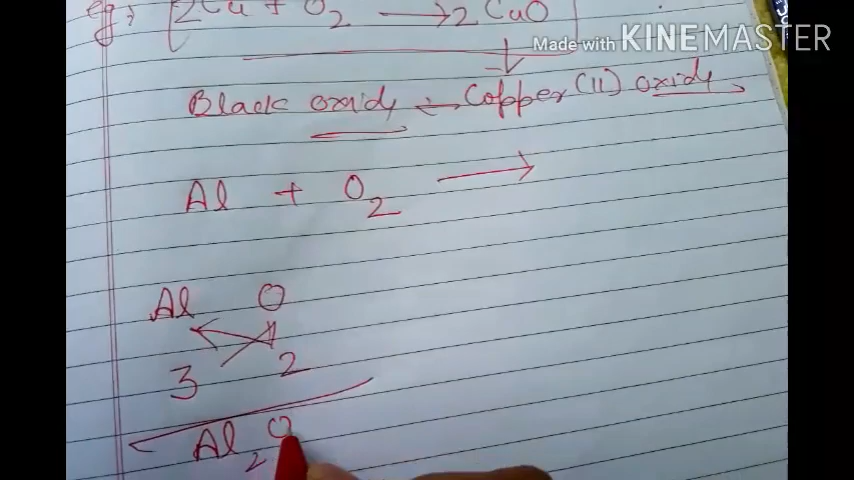 eg; 2Cu + O2 → 2CuO
Made with KINEMASTER
Black oxide ← Copper (II) oxide
Al + O2 →
Al O
3 2
Al2O